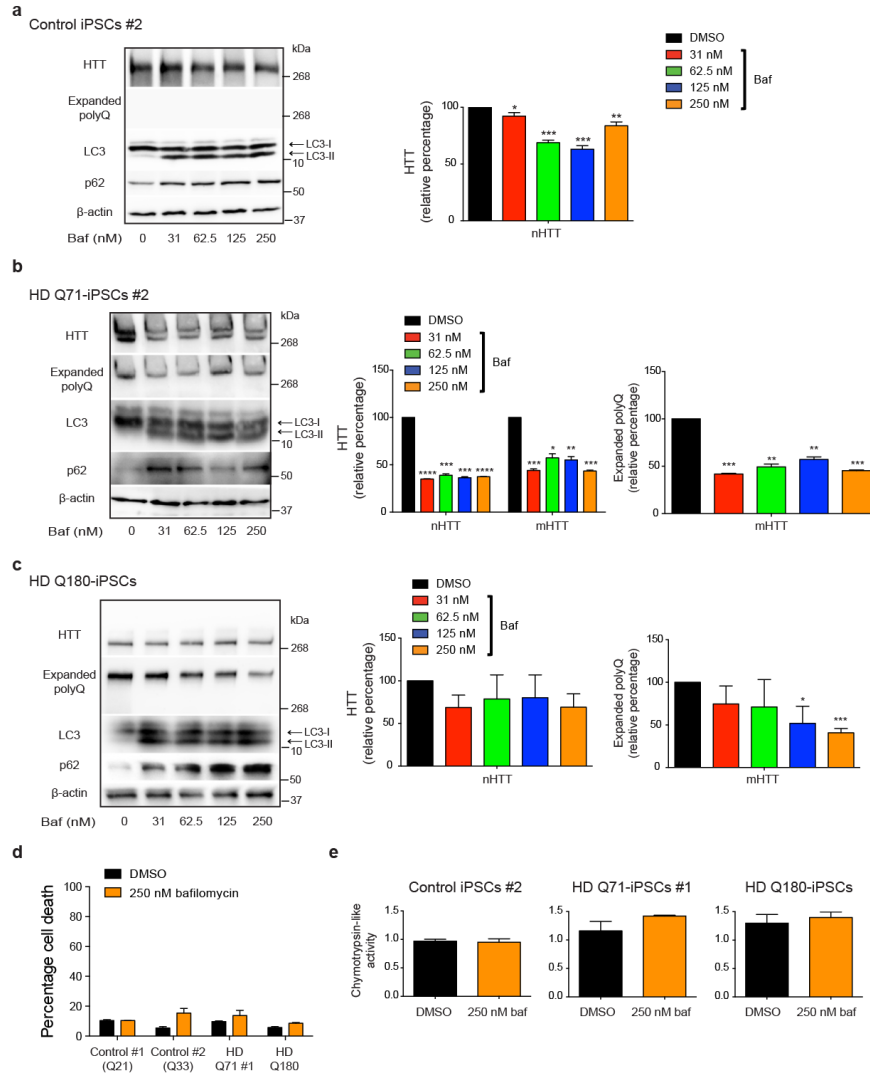 a
Control iPSCs #2
kDa
HTT
268
Expanded
polyQ
268
LC3
←LC3-I
←LC3-II
10
p62
50
β-actin
37
Baf (nM) 0 31 62.5 125 250
HTT
(relative percentage)
100
50
0
nHTT
DMSO
31 nM
62.5 nM
125 nM
250 nM
Baf
* *** *** **
b
HD Q71-iPSCs #2
kDa
HTT
268
Expanded
polyQ
268
LC3
←LC3-I
←LC3-II
10
p62
50
β-actin
37
Baf (nM) 0 31 62.5 125 250
DMSO
31 nM
62.5 nM
125 nM
250 nM
Baf
HTT
(relative percentage)
150
100
50
0
**** *** *** **** *** * ** ***
nHTT mHTT
Expanded polyQ
(relative percentage)
150
100
50
0
*** ** ** ***
mHTT
c
HD Q180-iPSCs
kDa
HTT
268
Expanded
polyQ
268
LC3
←LC3-I
←LC3-II
10
p62
50
β-actin
37
Baf (nM) 0 31 62.5 125 250
DMSO
31 nM
62.5 nM
125 nM
250 nM
Baf
HTT
(relative percentage)
150
100
50
0
nHTT
Expanded polyQ
(relative percentage)
150
100
50
0
* ***
mHTT
d
DMSO
250 nM bafilomycin
Percentage cell death
100
80
60
40
20
0
Control #1
(Q21)
Control #2
(Q33)
HD
Q71 #1
HD
Q180
e
Control iPSCs #2
Chymotrypsin-like
activity
1.5
1.0
0.5
0.0
DMSO 250 nM baf
HD Q71-iPSCs #1
1.5
1.0
0.5
0.0
DMSO 250 nM baf
HD Q180-iPSCs
1.5
1.0
0.5
0.0
DMSO 250 nM baf